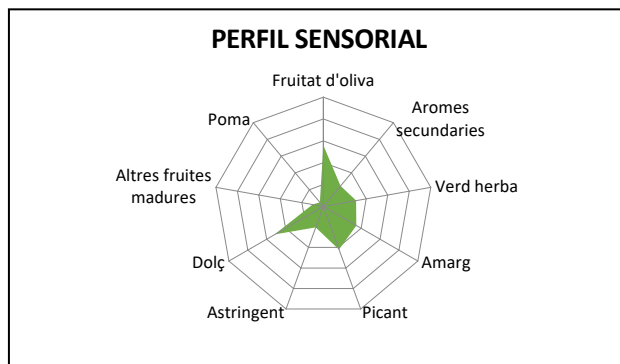 PERFIL SENSORIAL
Fruitat d'oliva
Aromes
secundaries
Verd herba
Amarg
Picant
Astringent
Dolç
Altres fruites
madures
Poma